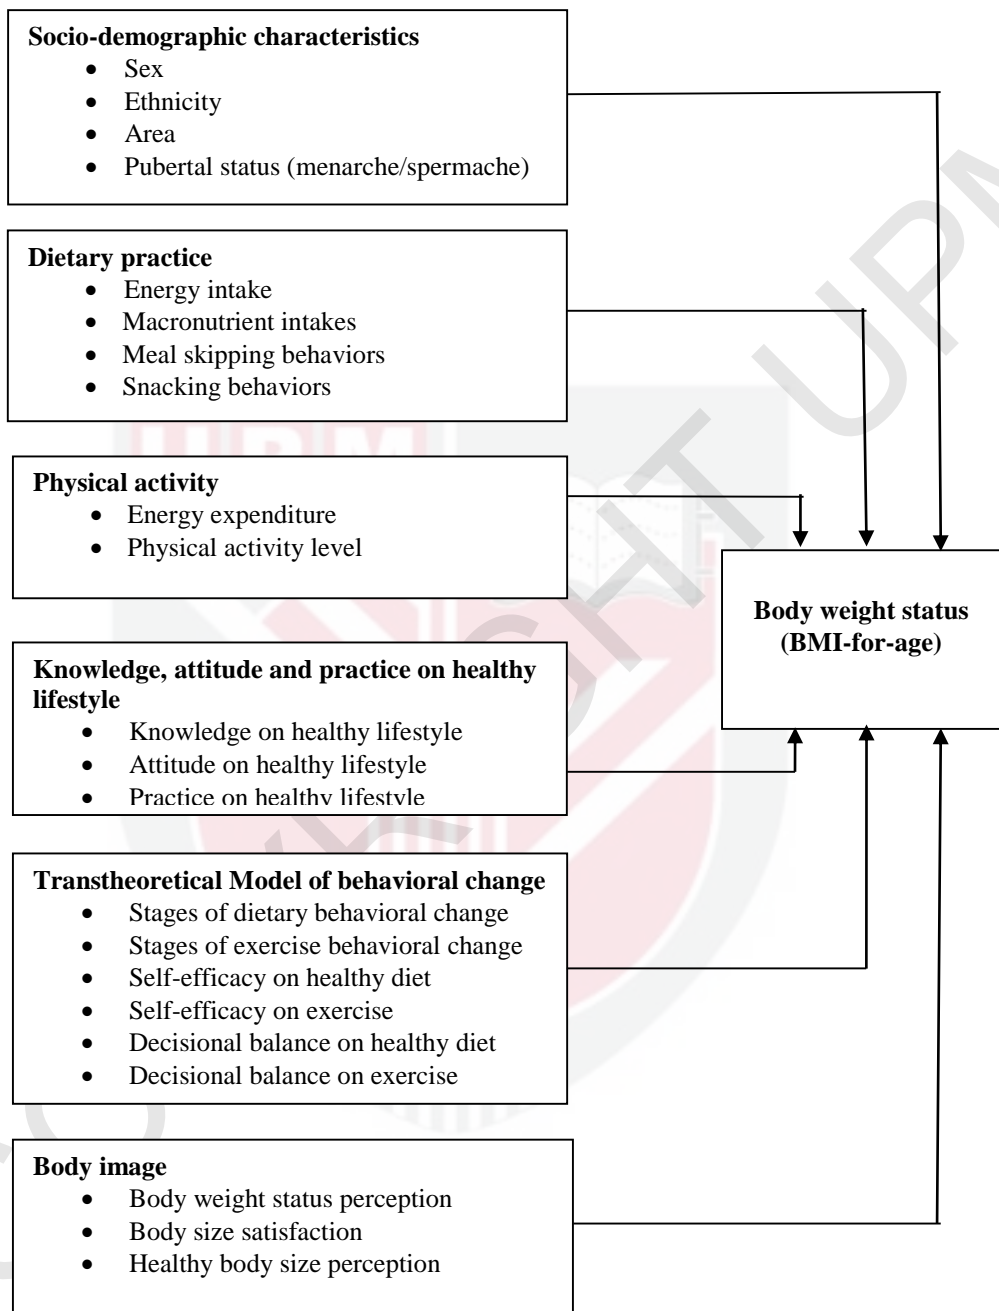 Socio-demographic characteristics
• Sex
• Ethnicity
• Area
• Pubertal status (menarche/spermache)
Dietary practice
• Energy intake
• Macronutrient intakes
• Meal skipping behaviors
• Snacking behaviors
Physical activity
• Energy expenditure
• Physical activity level
Body weight status
(BMI-for-age)
Knowledge, attitude and practice on healthy
lifestyle
• Knowledge on healthy lifestyle
• Attitude on healthy lifestyle
• Practice on healthy lifestyle
Transtheoretical Model of behavioral change
• Stages of dietary behavioral change
• Stages of exercise behavioral change
• Self-efficacy on healthy diet
• Self-efficacy on exercise
• Decisional balance on healthy diet
• Decisional balance on exercise
Body image
• Body weight status perception
• Body size satisfaction
• Healthy body size perception
UPM